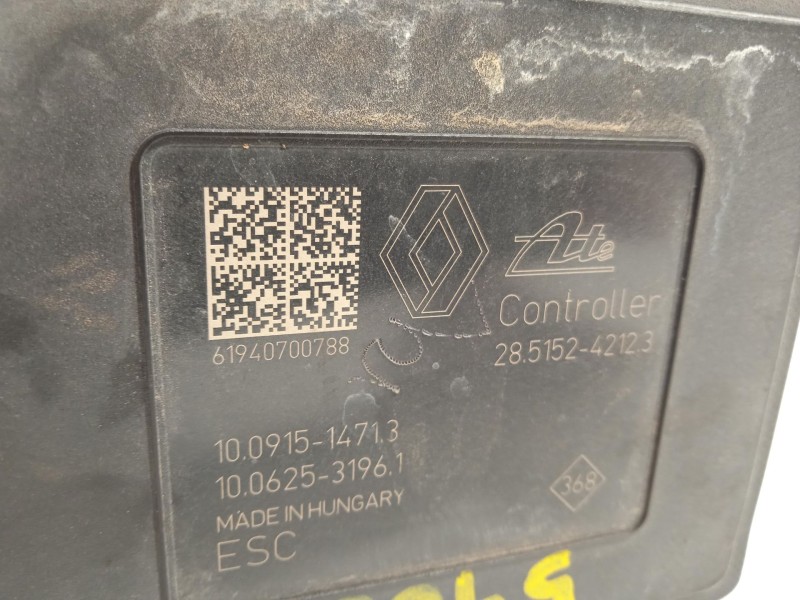 Ate
61940700788
Controller
28.5152-4212.3
10.0915-1471.3
10.0625-3196.1
MADE IN HUNGARY
368
ESC